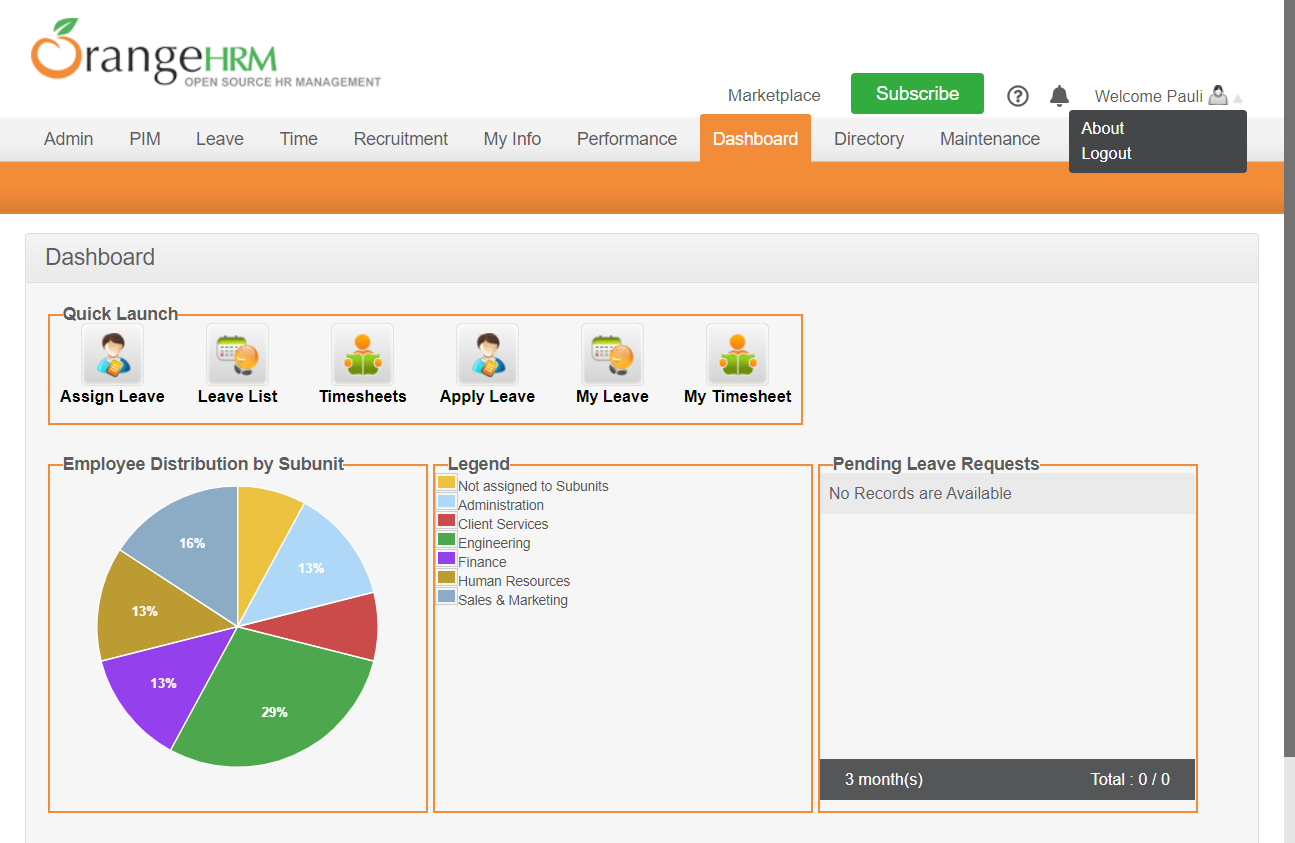 OrangeHRM
OPEN SOURCE HR MANAGEMENT
Marketplace
Subscribe
?
Welcome Pauli
About
Logout
Admin
PIM
Leave
Time
Recruitment
My Info
Performance
Dashboard
Directory
Maintenance
Dashboard
Quick Launch
Assign Leave
Leave List
Timesheets
Apply Leave
My Leave
My Timesheet
Employee Distribution by Subunit
16%
13%
13%
13%
29%
Legend
Not assigned to Subunits
Administration
Client Services
Engineering
Finance
Human Resources
Sales & Marketing
Pending Leave Requests
No Records are Available
3 month(s)
Total : 0 / 0